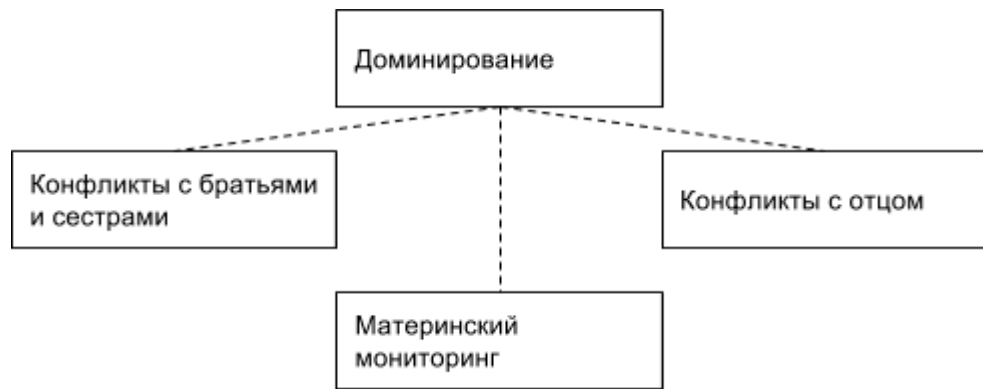 Доминирование
Конфликты с братьями
и сестрами
Конфликты с отцом
Материнский
мониторинг